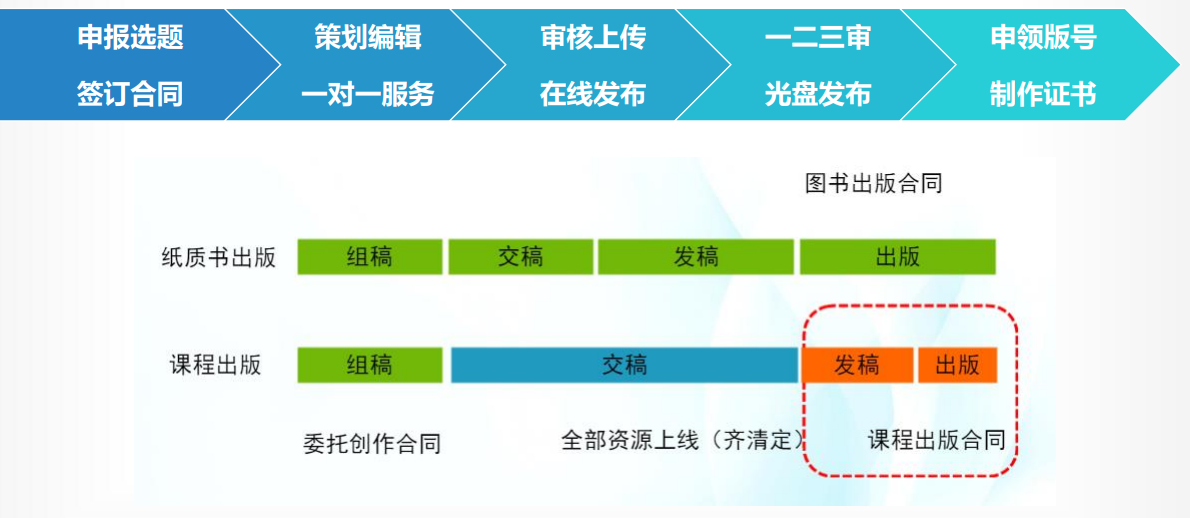 申报选题
签订合同
策划编辑
一对一服务
审核上传
在线发布
一二三审
光盘发布
申领版号
制作证书
图书出版合同
纸质书出版
组稿
交稿
发稿
出版
课程出版
组稿
交稿
发稿
出版
委托创作合同
全部资源上线（齐清定）
课程出版合同